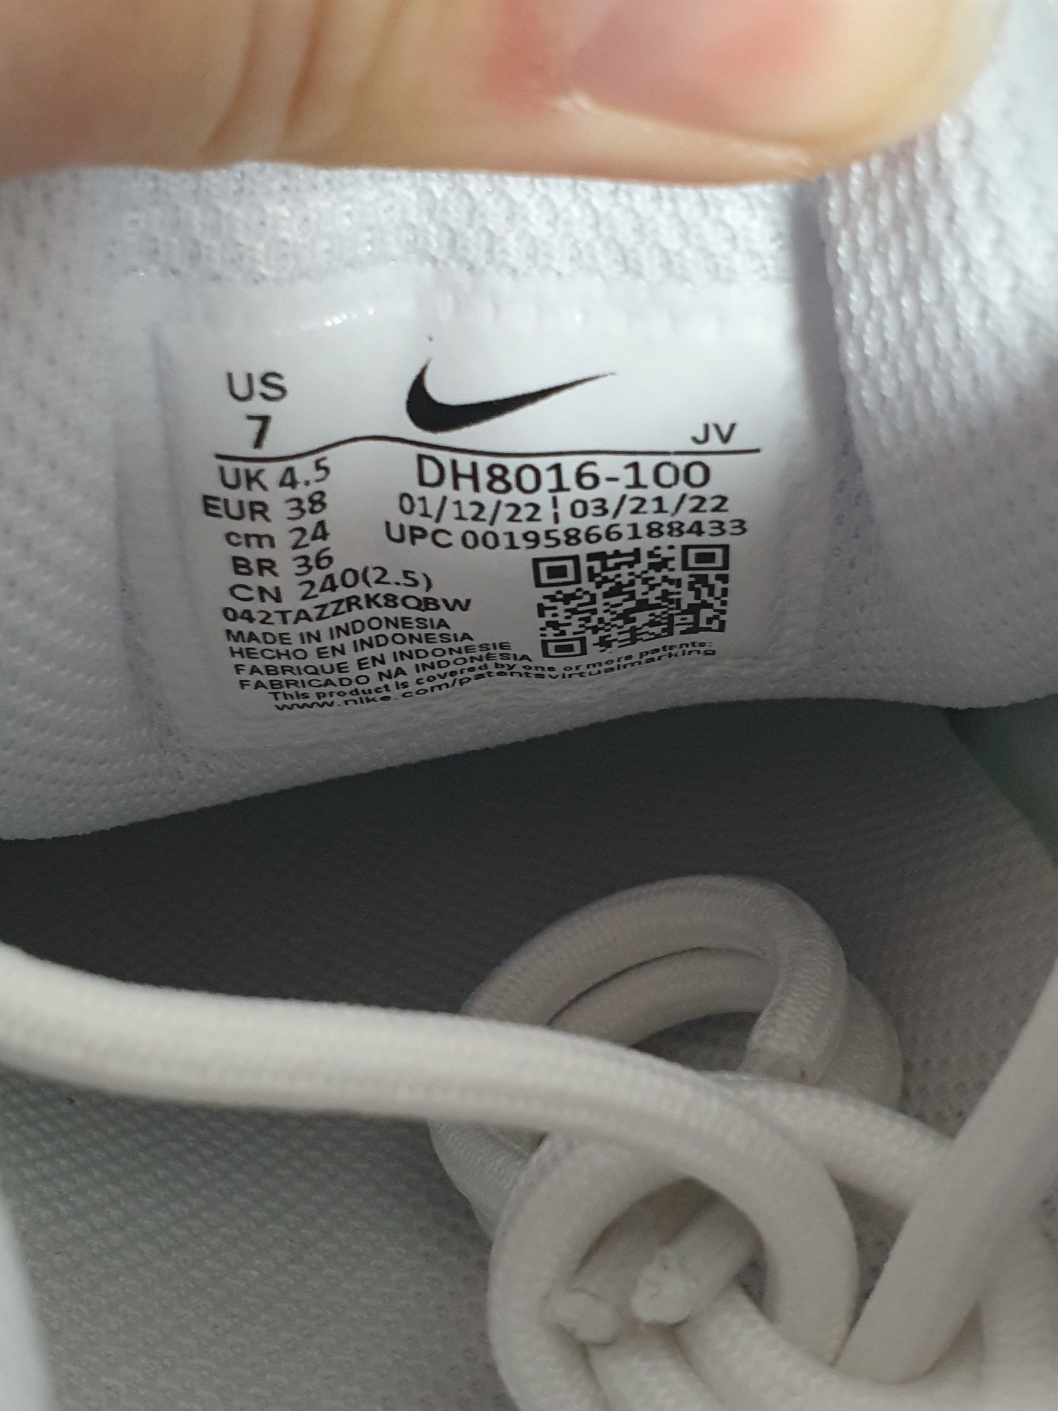 US
7
JV
UK 4.5
EUR 38
cm 24
BR 36
CN 240(2.5)
DH8016-100
01/12/22 ¦ 03/21/22
UPC 00195866188433
042TAZZRK8QBW
MADE IN INDONESIA
HECHO EN INDONESIA
FABRIQUE EN INDONESIE
FABRICADO NA INDONÉSIA
This product is covered by one or more patents:
www.nike.com/patentsvirtualmarking